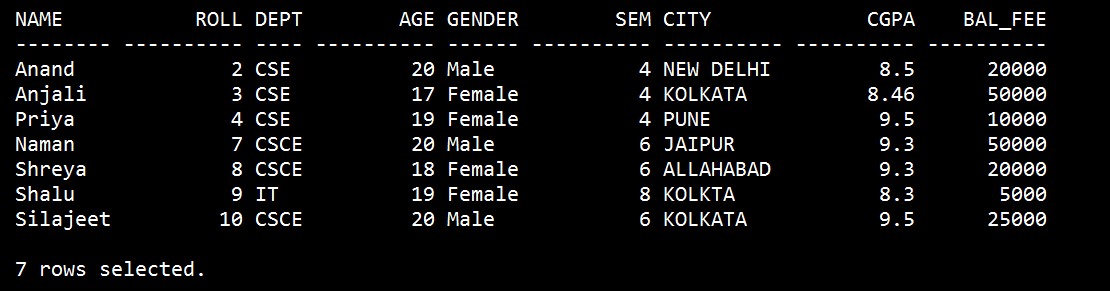 NAME ROLL DEPT AGE GENDER SEM CITY CGPA BAL_FEE
-------- ---------- ---- ---------- ------ ---------- ---------- ---------- ----------
Anand 2 CSE 20 Male 4 NEW DELHI 8.5 20000
Anjali 3 CSE 17 Female 4 KOLKATA 8.46 50000
Priya 4 CSE 19 Female 4 PUNE 9.5 10000
Naman 7 CSCE 20 Male 6 JAIPUR 9.3 50000
Shreya 8 CSCE 18 Female 6 ALLAHABAD 9.3 20000
Shalu 9 IT 19 Female 8 KOLKTA 8.3 5000
Silajeet 10 CSCE 20 Male 6 KOLKATA 9.5 25000
7 rows selected.